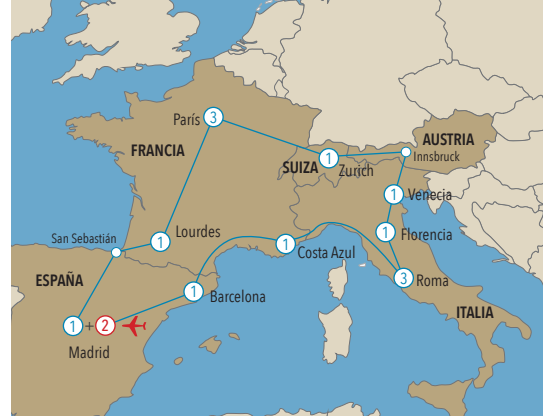 París
3
FRANCIA
AUSTRIA
Innsbruck
SUIZA
1
Zurich
1
Venecia
San Sebastián
1
Lourdes
1
Florencia
1
Costa Azul
ESPAÑA
1
Barcelona
3
Roma
ITALIA
1 + 2
Madrid